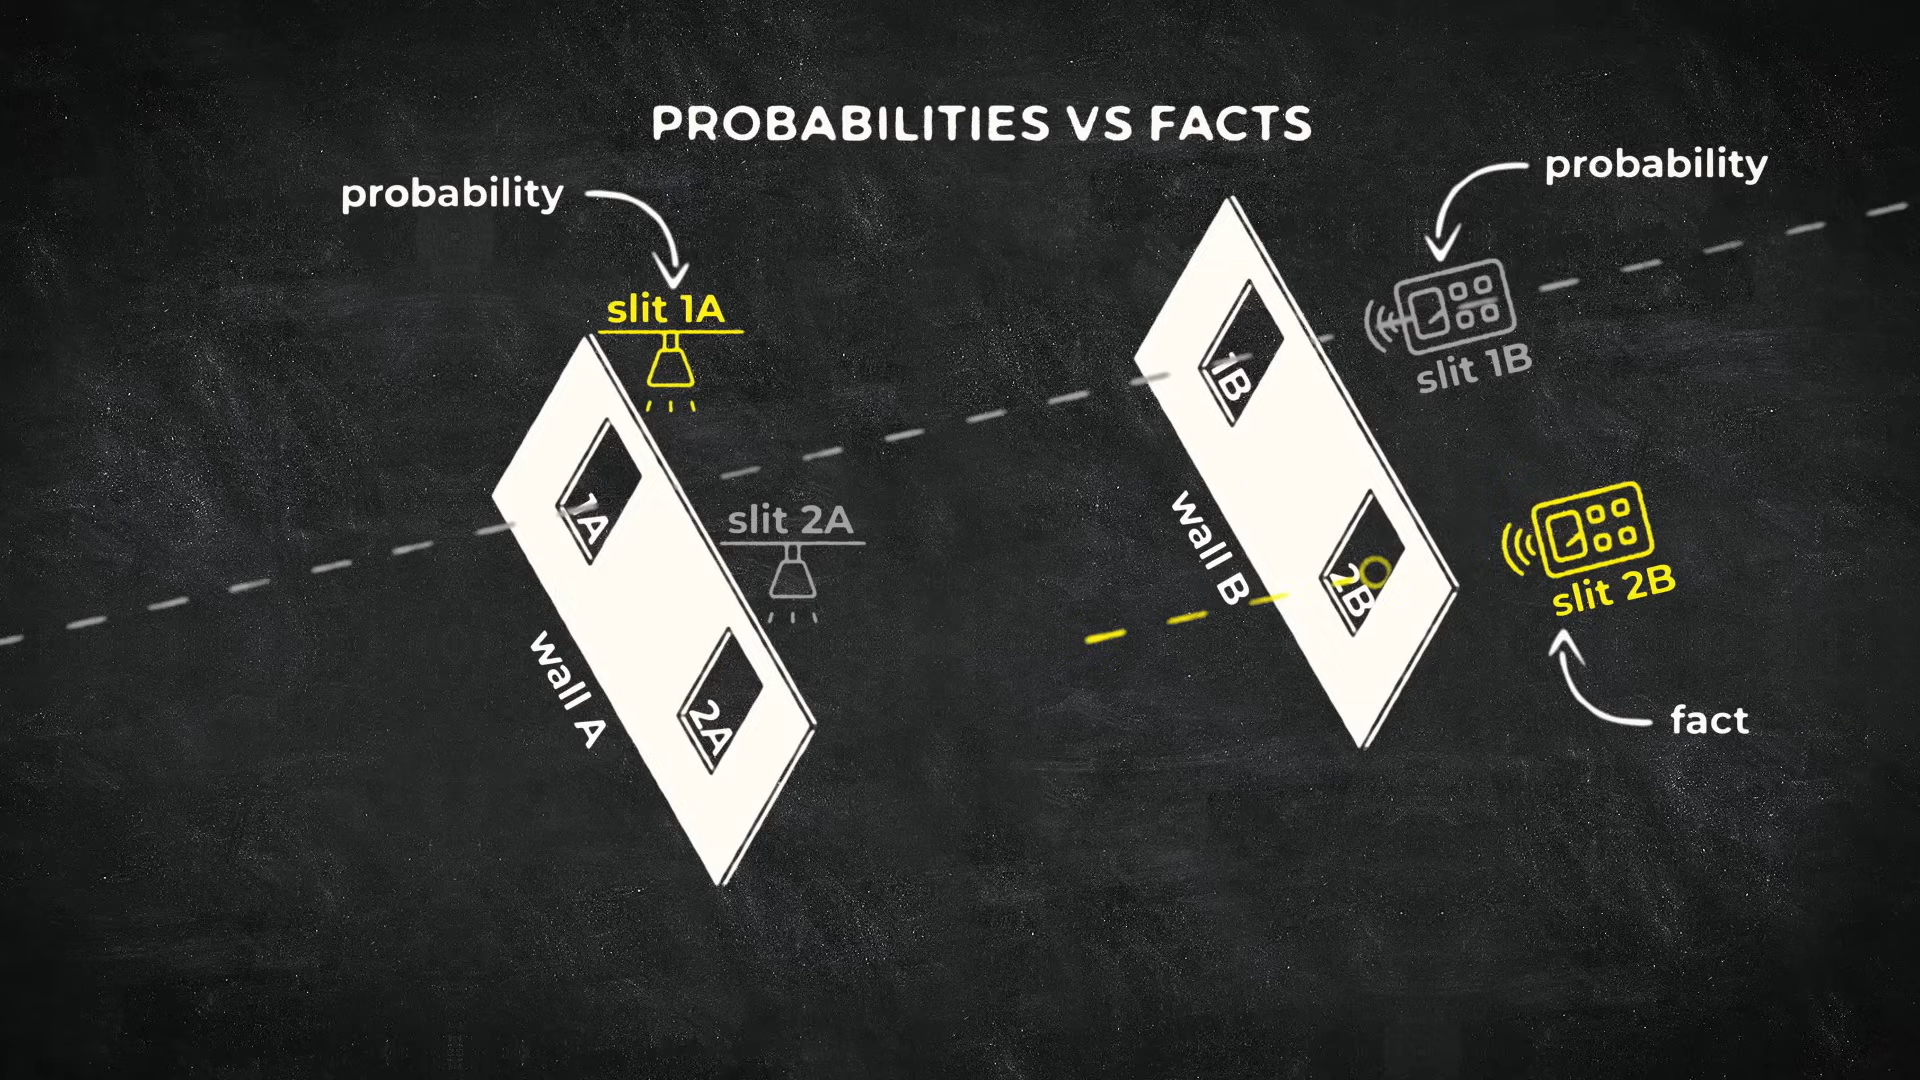 PROBABILITIES VS FACTS
probability
probability
slit 1A
slit 1B
1B
1A
slit 2A
wall B
slit 2B
2B
wall A
2A
fact